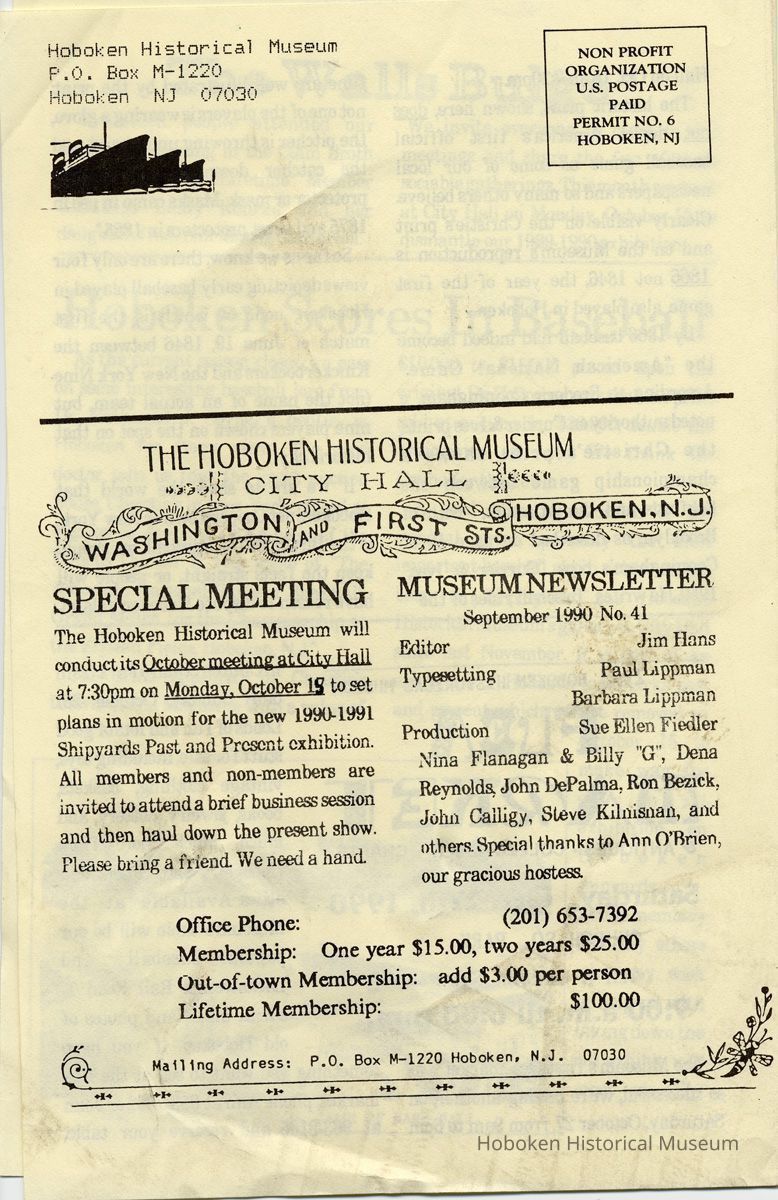 Hoboken Historical Museum
P.O. Box M-1220
Hoboken NJ 07030
NON PROFIT
ORGANIZATION
U.S. POSTAGE
PAID
PERMIT NO. 6
HOBOKEN, NJ
THE HOBOKEN HISTORICAL MUSEUM
CITY HALL
WASHINGTON AND FIRST STS. HOBOKEN, N.J.
SPECIAL MEETING
The Hoboken Historical Museum will
conduct its October meeting at City Hall
at 7:30pm on Monday, October 15 to set
plans in motion for the new 1990-1991
Shipyards Past and Present exhibition.
All members and non-members are
invited to attend a brief business session
and then haul down the present show.
Please bring a friend. We need a hand.
MUSEUM NEWSLETTER
September 1990 No. 41
Editor Jim Hans
Typesetting Paul Lippman
Barbara Lippman
Production Sue Ellen Fiedler
Nina Flanagan & Billy "G", Dena
Reynolds, John DePalma, Ron Bezick,
John Calligy, Steve Kilnisnan, and
others. Special thanks to Ann O'Brien,
our gracious hostess.
Office Phone: (201) 653-7392
Membership: One year $15.00, two years $25.00
Out-of-town Membership: add $3.00 per person
Lifetime Membership: $100.00
Mailing Address: P.O. Box M-1220 Hoboken, N.J. 07030
Hoboken Historical Museum